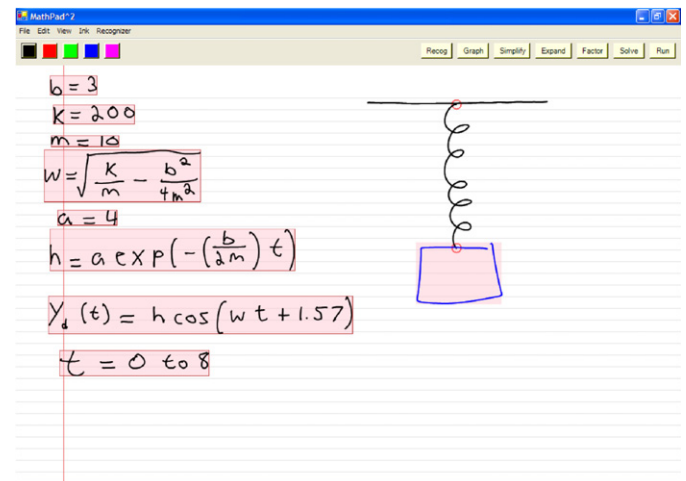 MathPad^2
File Edit View Ink Recognizer
Recog Graph Simplify Expand Factor Solve Run
b = 3
k = 200
m = 10
w = √(k/m - b²/4m²)
a = 4
h = a exp(-(b/2m) t)
y_d(t) = h cos(w t + 1.57)
t = 0 to 8